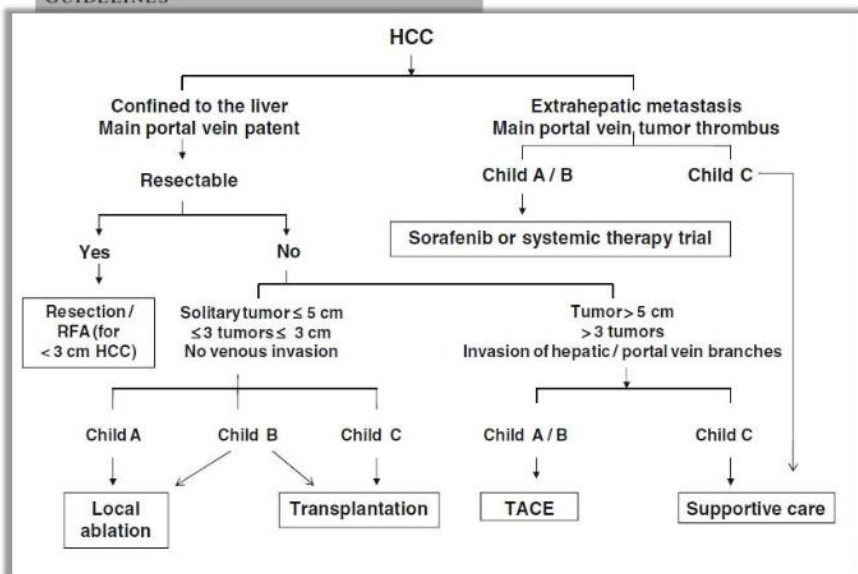 GUIDELINES
HCC
Confined to the liver
Main portal vein patent
Extrahepatic metastasis
Main portal vein tumor thrombus
Resectable
Child A / B
Child C
Yes
No
Sorafenib or systemic therapy trial
Resection /
RFA (for
< 3 cm HCC)
Solitary tumor ≤ 5 cm
≤ 3 tumors ≤ 3 cm
No venous invasion
Tumor > 5 cm
> 3 tumors
Invasion of hepatic / portal vein branches
Child A
Child B
Child C
Child A / B
Child C
Local
ablation
Transplantation
TACE
Supportive care